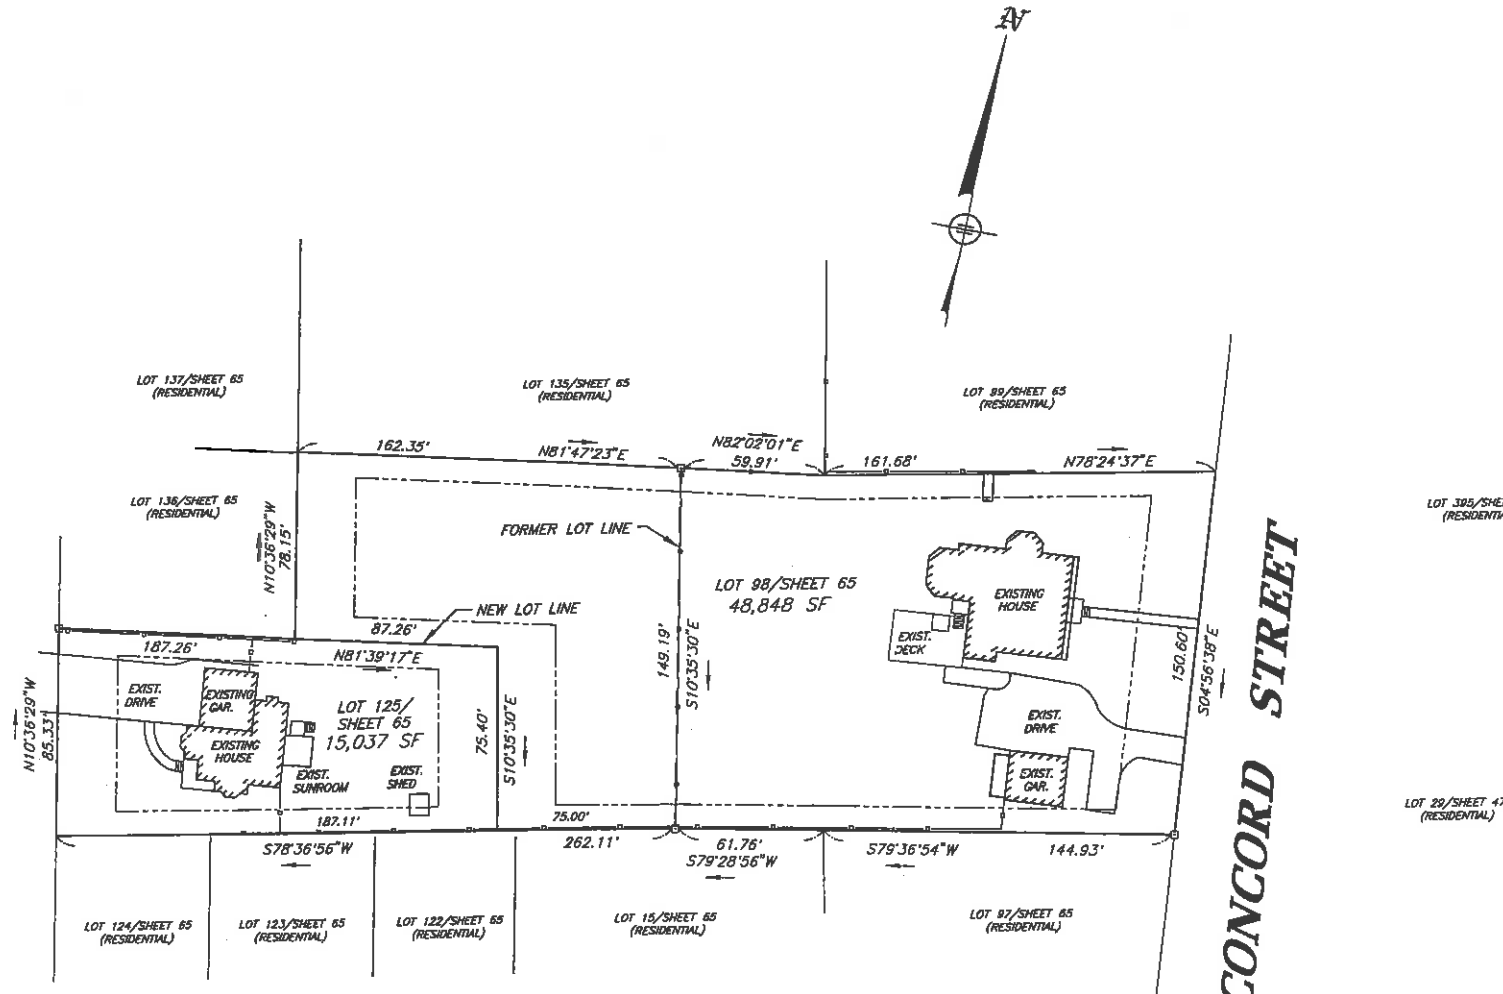 N
LOT 137/SHEET 65
(RESIDENTIAL)
LOT 135/SHEET 65
(RESIDENTIAL)
LOT 99/SHEET 65
(RESIDENTIAL)
162.35'
N81°47'23"E
N82°02'01"E
59.91'
161.68'
N78°24'37"E
LOT 136/SHEET 65
(RESIDENTIAL)
LOT 395/SHE
(RESIDENTIA
N10°36'29"W
78.15'
FORMER LOT LINE
LOT 98/SHEET 65
48,848 SF
EXISTING
HOUSE
NEW LOT LINE
87.26'
187.26'
N81°39'17"E
149.19'
S10°35'30"E
EXIST.
DECK
150.60'
S04°56'38"E
CONCORD STREET
N10°36'29"W
85.33'
EXIST.
DRIVE
EXISTING
GAR.
LOT 125/
SHEET 65
15,037 SF
EXISTING
HOUSE
EXIST.
SUNROOM
EXIST.
SHED
75.40'
S10°35'30"E
EXIST.
DRIVE
EXIST.
GAR.
187.11'
75.00'
S78°36'56"W
262.11'
61.76'
S79°28'56"W
S79°36'54"W
144.93'
LOT 29/SHEET 47
(RESIDENTIAL)
LOT 124/SHEET 65
(RESIDENTIAL)
LOT 123/SHEET 65
(RESIDENTIAL)
LOT 122/SHEET 65
(RESIDENTIAL)
LOT 15/SHEET 65
(RESIDENTIAL)
LOT 97/SHEET 65
(RESIDENTIAL)